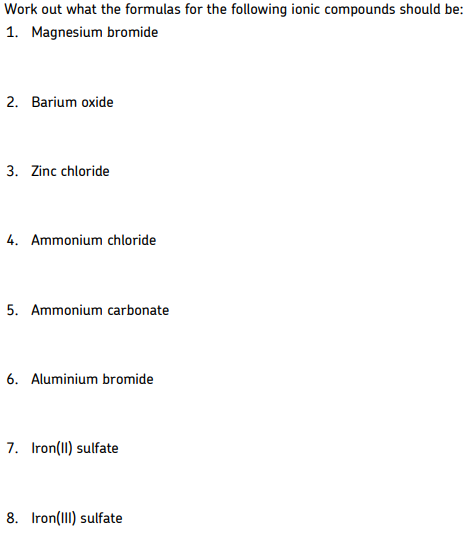 Work out what the formulas for the following ionic compounds should be:
1. Magnesium bromide
2. Barium oxide
3. Zinc chloride
4. Ammonium chloride
5. Ammonium carbonate
6. Aluminium bromide
7. Iron(II) sulfate
8. Iron(III) sulfate